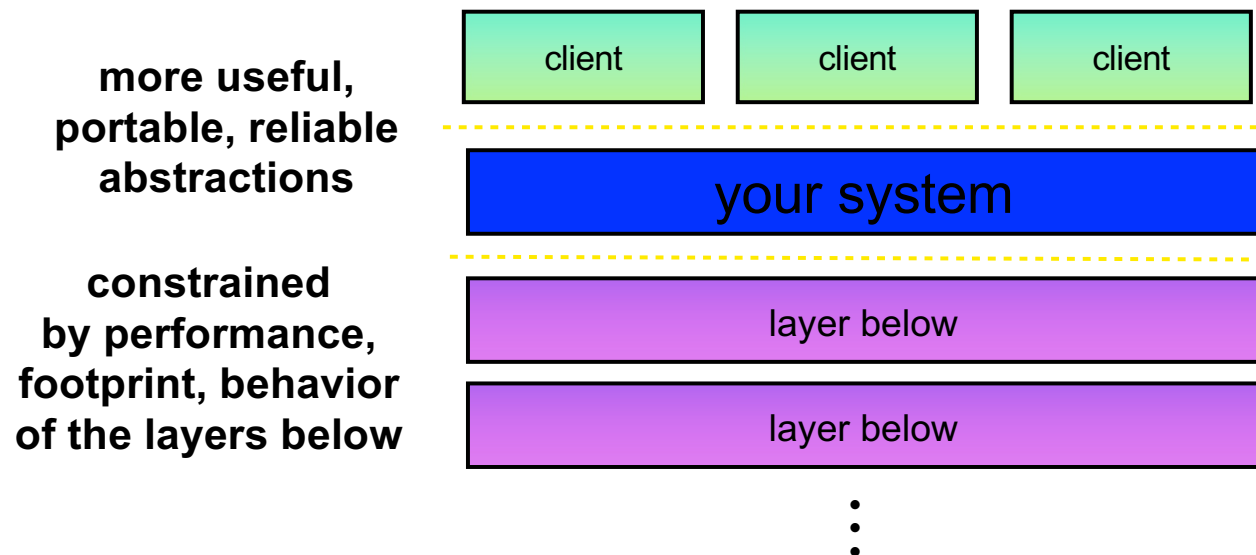 more useful,
portable, reliable
abstractions
client
client
client
your system
constrained
by performance,
footprint, behavior
of the layers below
layer below
layer below